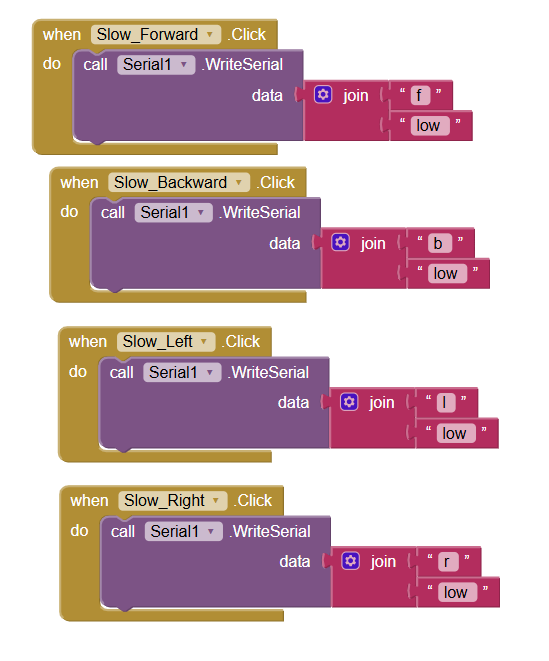 when Slow_Forward .Click
do call Serial1 .WriteSerial
data join “ f ”
“ low ”
when Slow_Backward .Click
do call Serial1 .WriteSerial
data join “ b ”
“ low ”
when Slow_Left .Click
do call Serial1 .WriteSerial
data join “ l ”
“ low ”
when Slow_Right .Click
do call Serial1 .WriteSerial
data join “ r ”
“ low ”